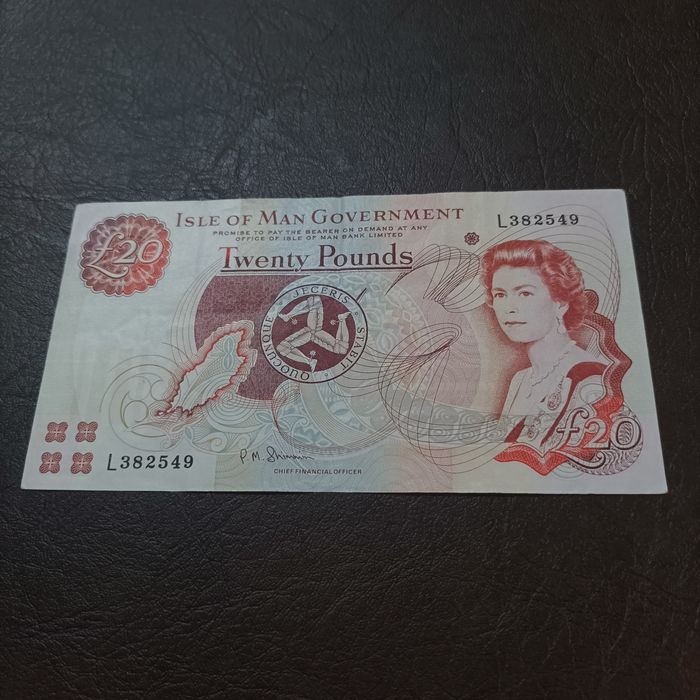 £20
ISLE OF MAN GOVERNMENT
L382549
PROMISE TO PAY THE BEARER ON DEMAND AT ANY
OFFICE OF ISLE OF MAN BANK LIMITED
Twenty Pounds
QUOCUNQUE JECERIS STABIT
£20
L382549
P. M. Shimmin
CHIEF FINANCIAL OFFICER